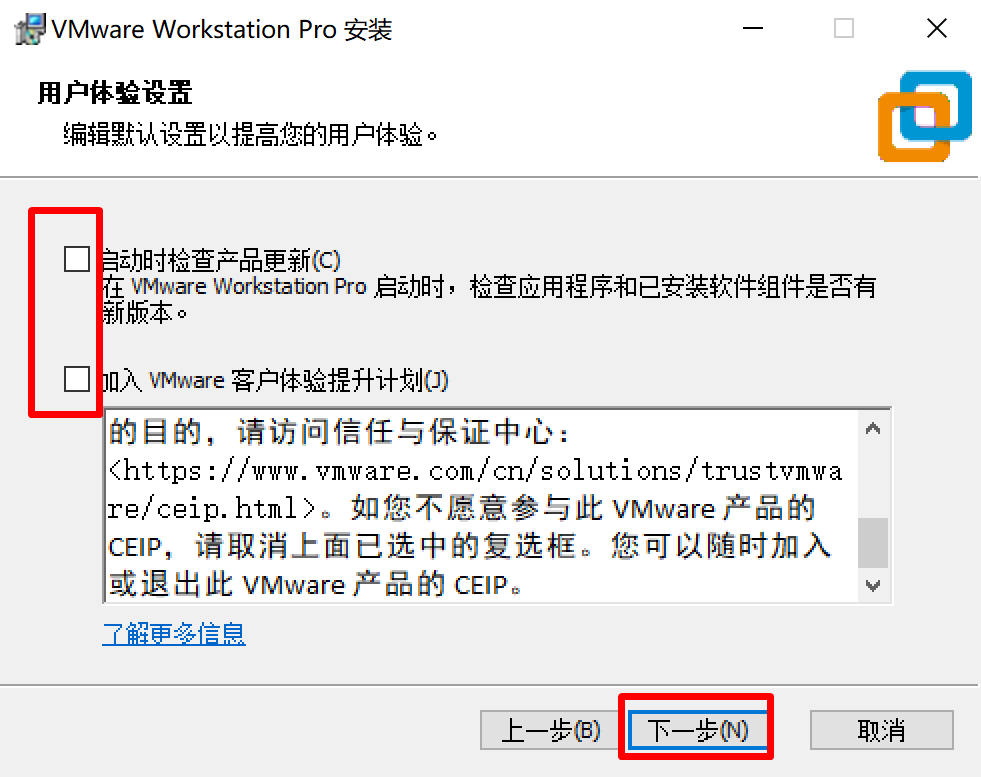 VMware Workstation Pro 安装
用户体验设置
编辑默认设置以提高您的用户体验。
启动时检查产品更新(C)
在 VMware Workstation Pro 启动时，检查应用程序和已安装软件组件是否有
新版本。
加入 VMware 客户体验提升计划(J)
的目的，请访问信任与保证中心：
<https://www.vmware.com/cn/solutions/trustvmwa
re/ceip.html>。如您不愿意参与此 VMware 产品的
CEIP，请取消上面已选中的复选框。您可以随时加入
或退出此 VMware 产品的 CEIP。
了解更多信息
上一步(B) 下一步(N) 取消